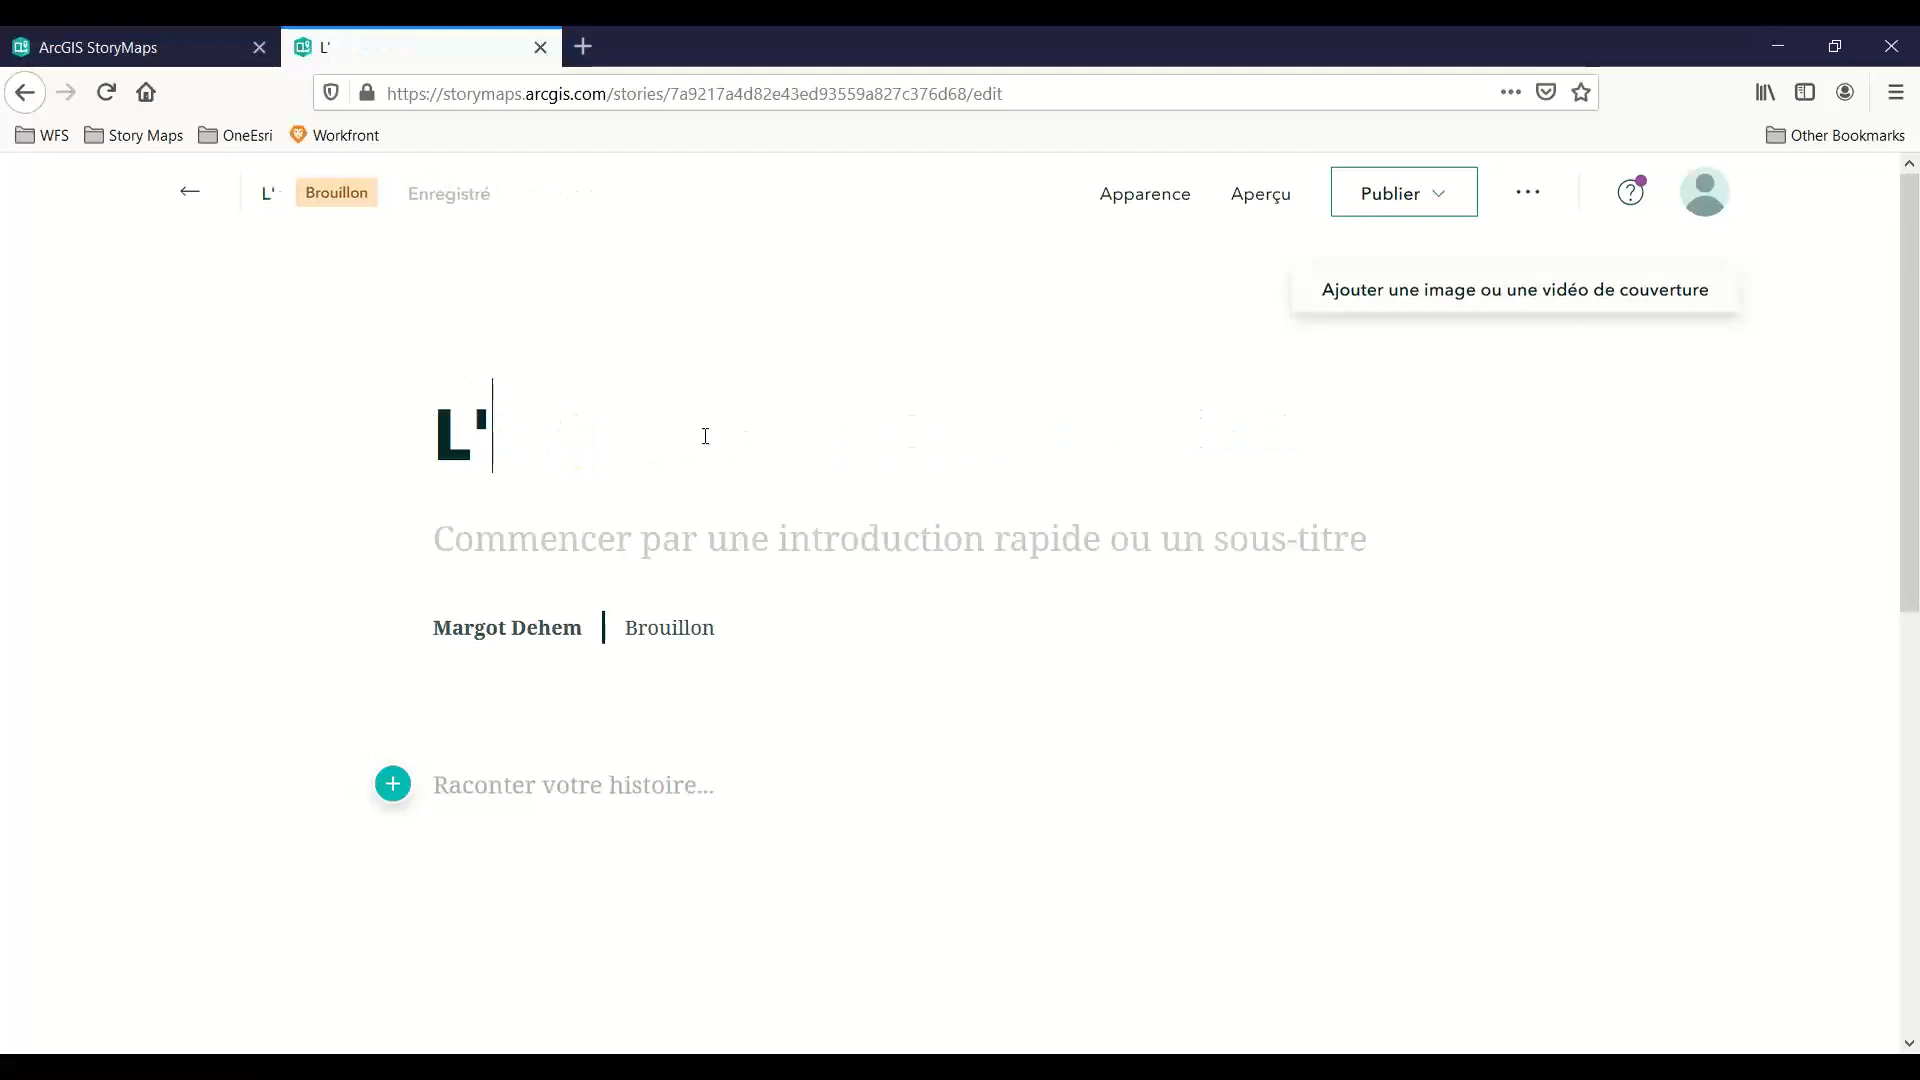 ArcGIS StoryMaps
L'
https://storymaps.arcgis.com/stories/7a9217a4d82e43ed93559a827c376d68/edit
WFS
Story Maps
OneEsri
Workfront
Other Bookmarks
L'
Brouillon
Enregistré
Apparence
Aperçu
Publier
Ajouter une image ou une vidéo de couverture
L'
Commencer par une introduction rapide ou un sous-titre
Margot Dehem
Brouillon
Raconter votre histoire...